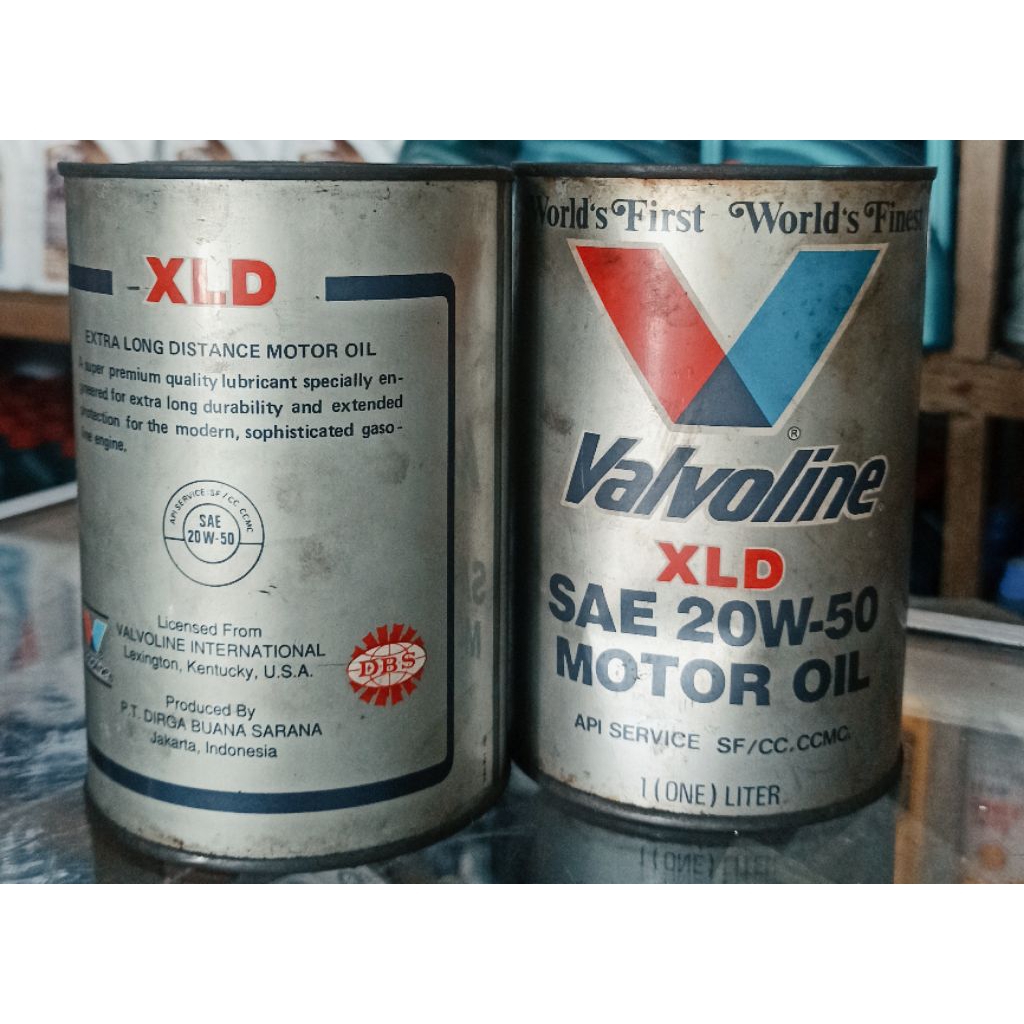 XLD
EXTRA LONG DISTANCE MOTOR OIL
super premium quality lubricant specially en-
for extra long durability and extended
for the modern, sophisticated gaso-
engine.
API SERVICE: SF/CC. CCMC
SAE
20W-50
Licensed From
VALVOLINE INTERNATIONAL
Lexington, Kentucky, U.S.A.
DBS
Produced By
P.T. DIRGA BUANA SARANA
Jakarta, Indonesia
World's First World's Finest
Valvoline
®
XLD
SAE 20W-50
MOTOR OIL
API SERVICE SF/CC.CCMC.
1 (ONE) LITER